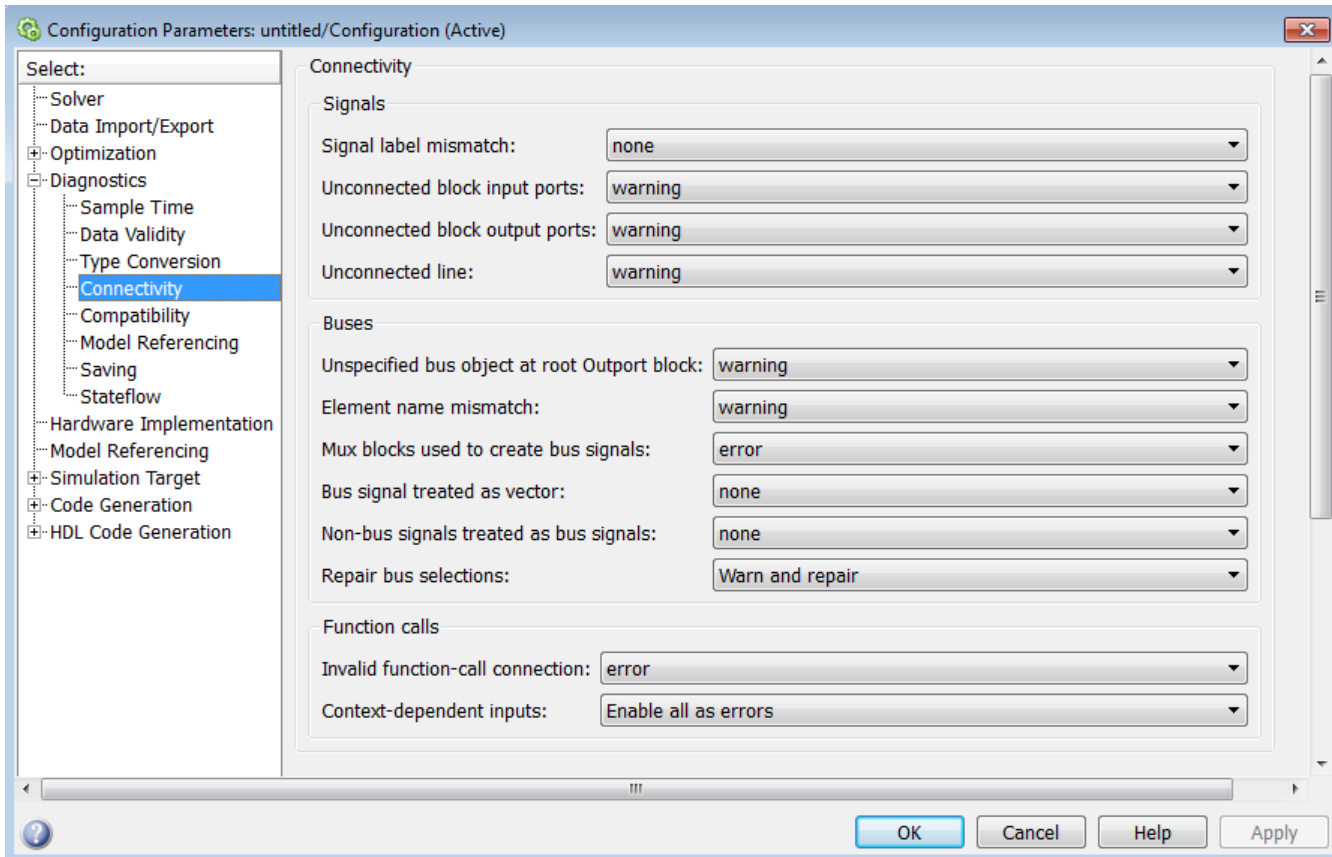 Configuration Parameters: untitled/Configuration (Active)
Select:
Solver
Data Import/Export
Optimization
Diagnostics
Sample Time
Data Validity
Type Conversion
Connectivity
Compatibility
Model Referencing
Saving
Stateflow
Hardware Implementation
Model Referencing
Simulation Target
Code Generation
HDL Code Generation
Connectivity
Signals
Signal label mismatch: none
Unconnected block input ports: warning
Unconnected block output ports: warning
Unconnected line: warning
Buses
Unspecified bus object at root Outport block: warning
Element name mismatch: warning
Mux blocks used to create bus signals: error
Bus signal treated as vector: none
Non-bus signals treated as bus signals: none
Repair bus selections: Warn and repair
Function calls
Invalid function-call connection: error
Context-dependent inputs: Enable all as errors
OK Cancel Help Apply